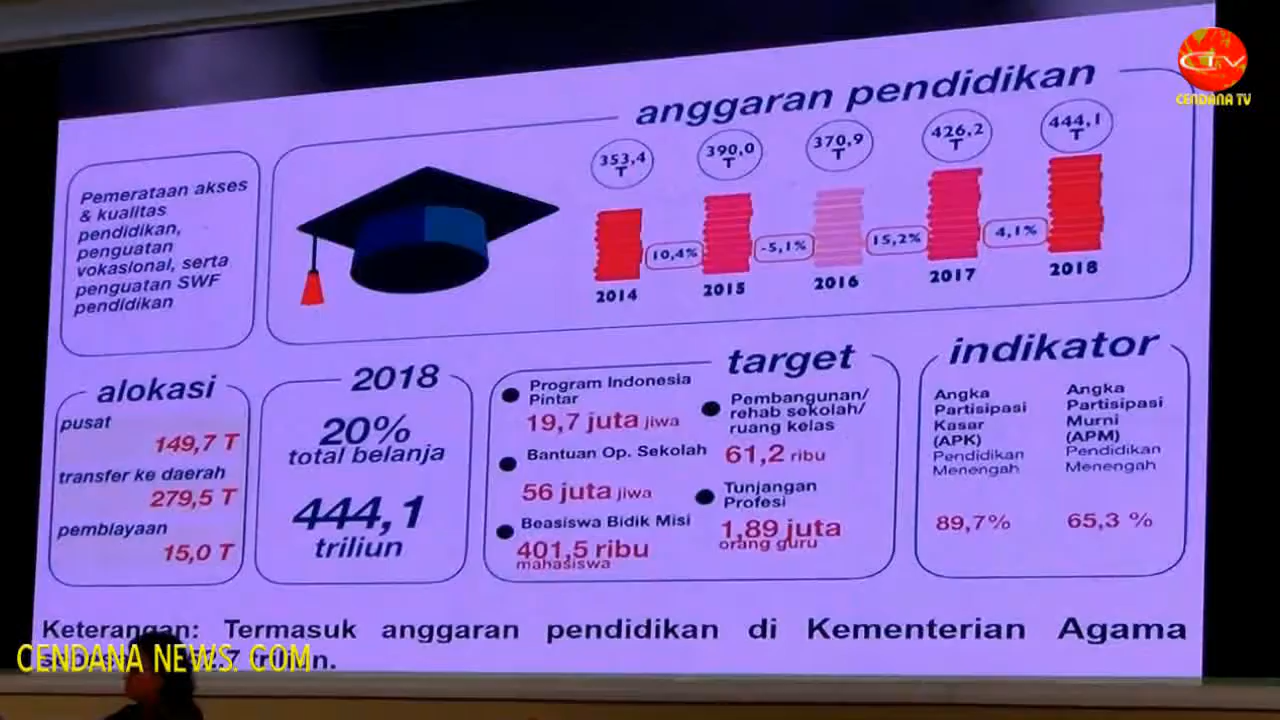 CTV
CENDANA TV
anggaran pendidikan
353,4
T
390,0
T
370,9
T
426,2
T
444,1
T
10,4%
-5,1%
15,2%
4,1%
2014
2015
2016
2017
2018
Pemerataan akses
& kualitas
pendidikan,
penguatan
vokasional, serta
penguatan SWF
pendidikan
alokasi
pusat
149,7 T
transfer ke daerah
279,5 T
pembiayaan
15,0 T
2018
20%
total belanja
444,1
triliun
target
Program Indonesia
Pintar
19,7 juta jiwa
Bantuan Op. Sekolah
56 juta jiwa
Beasiswa Bidik Misi
401,5 ribu
mahasiswa
Pembangunan/
rehab sekolah/
ruang kelas
61,2 ribu
Tunjangan
Profesi
1,89 juta
orang guru
indikator
Angka
Partisipasi
Kasar
(APK)
Pendidikan
Menengah
89,7%
Angka
Partisipasi
Murni
(APM)
Pendidikan
Menengah
65,3 %
Keterangan: Termasuk anggaran pendidikan di Kementerian Agama
CENDANA NEWS. COM